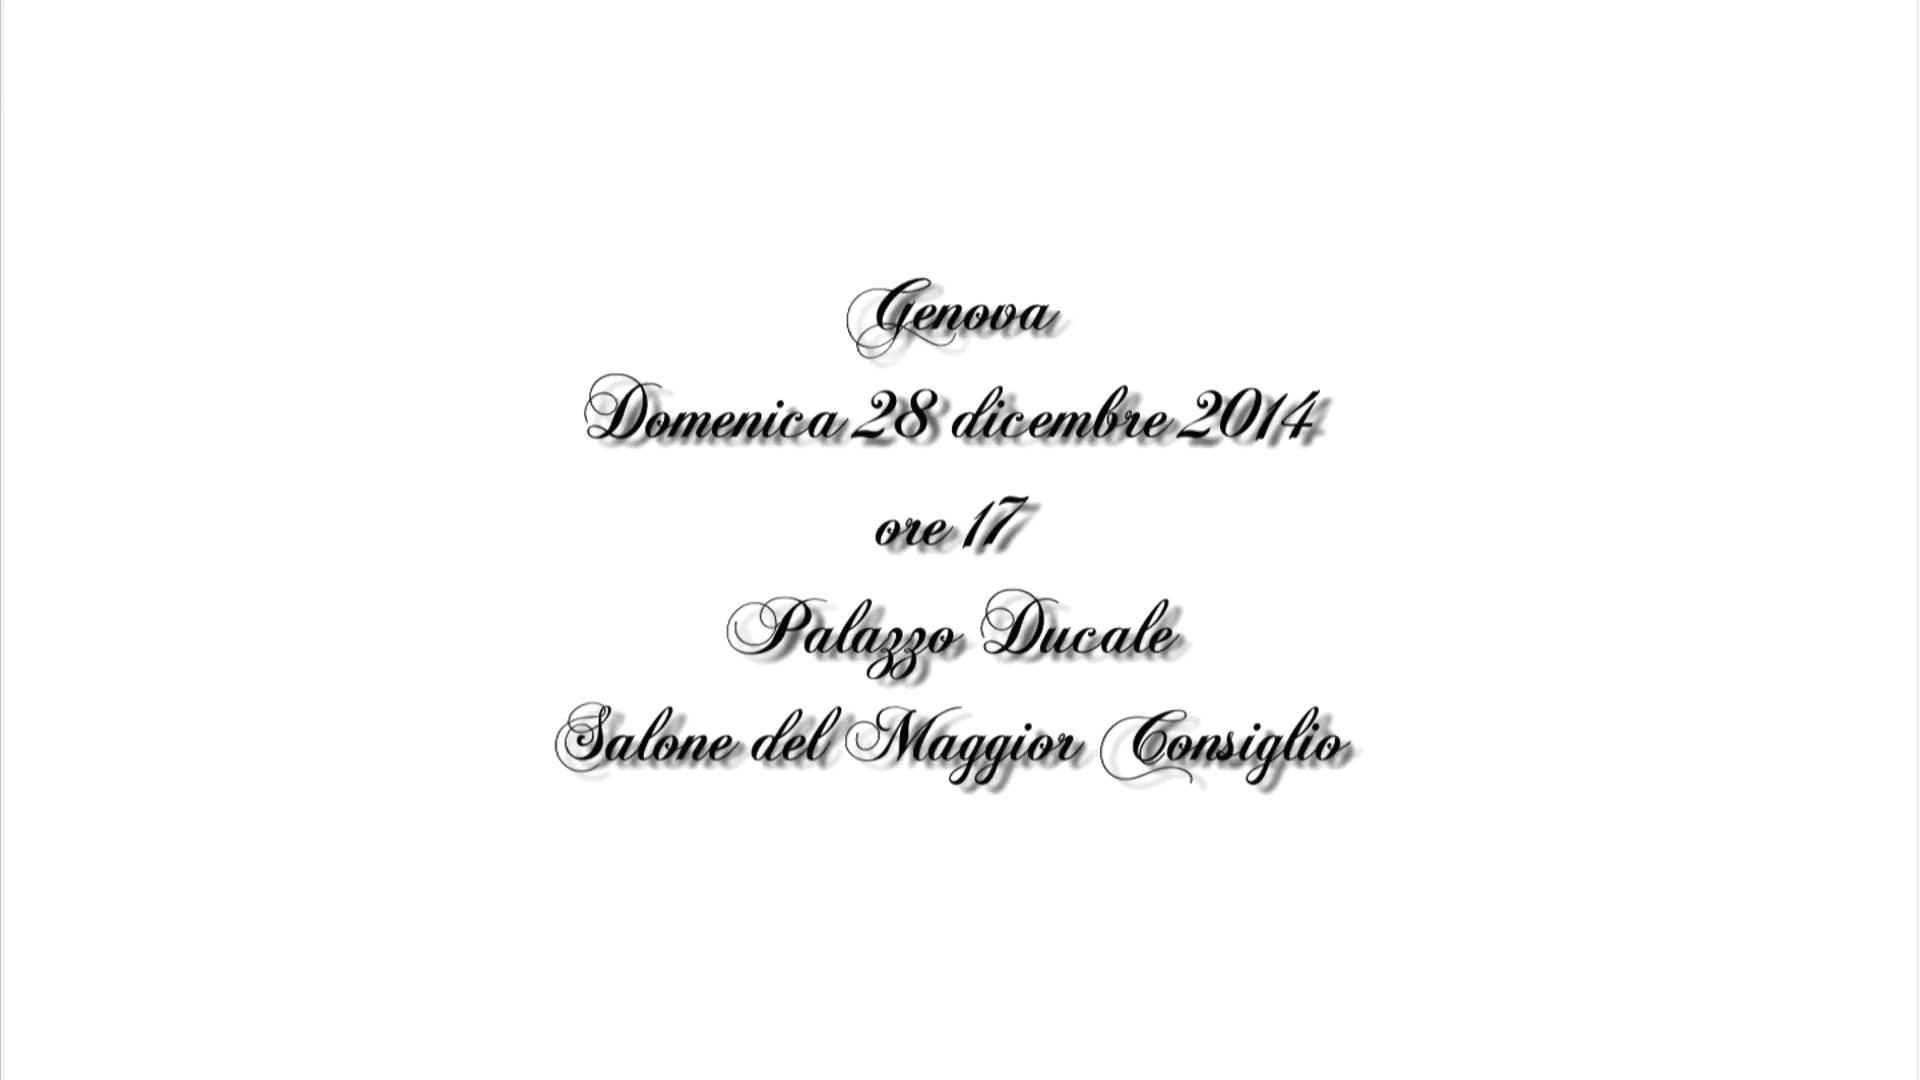 Genova
Domenica 28 dicembre 2014
ore 17
Palazzo Ducale
Salone del Maggior Consiglio